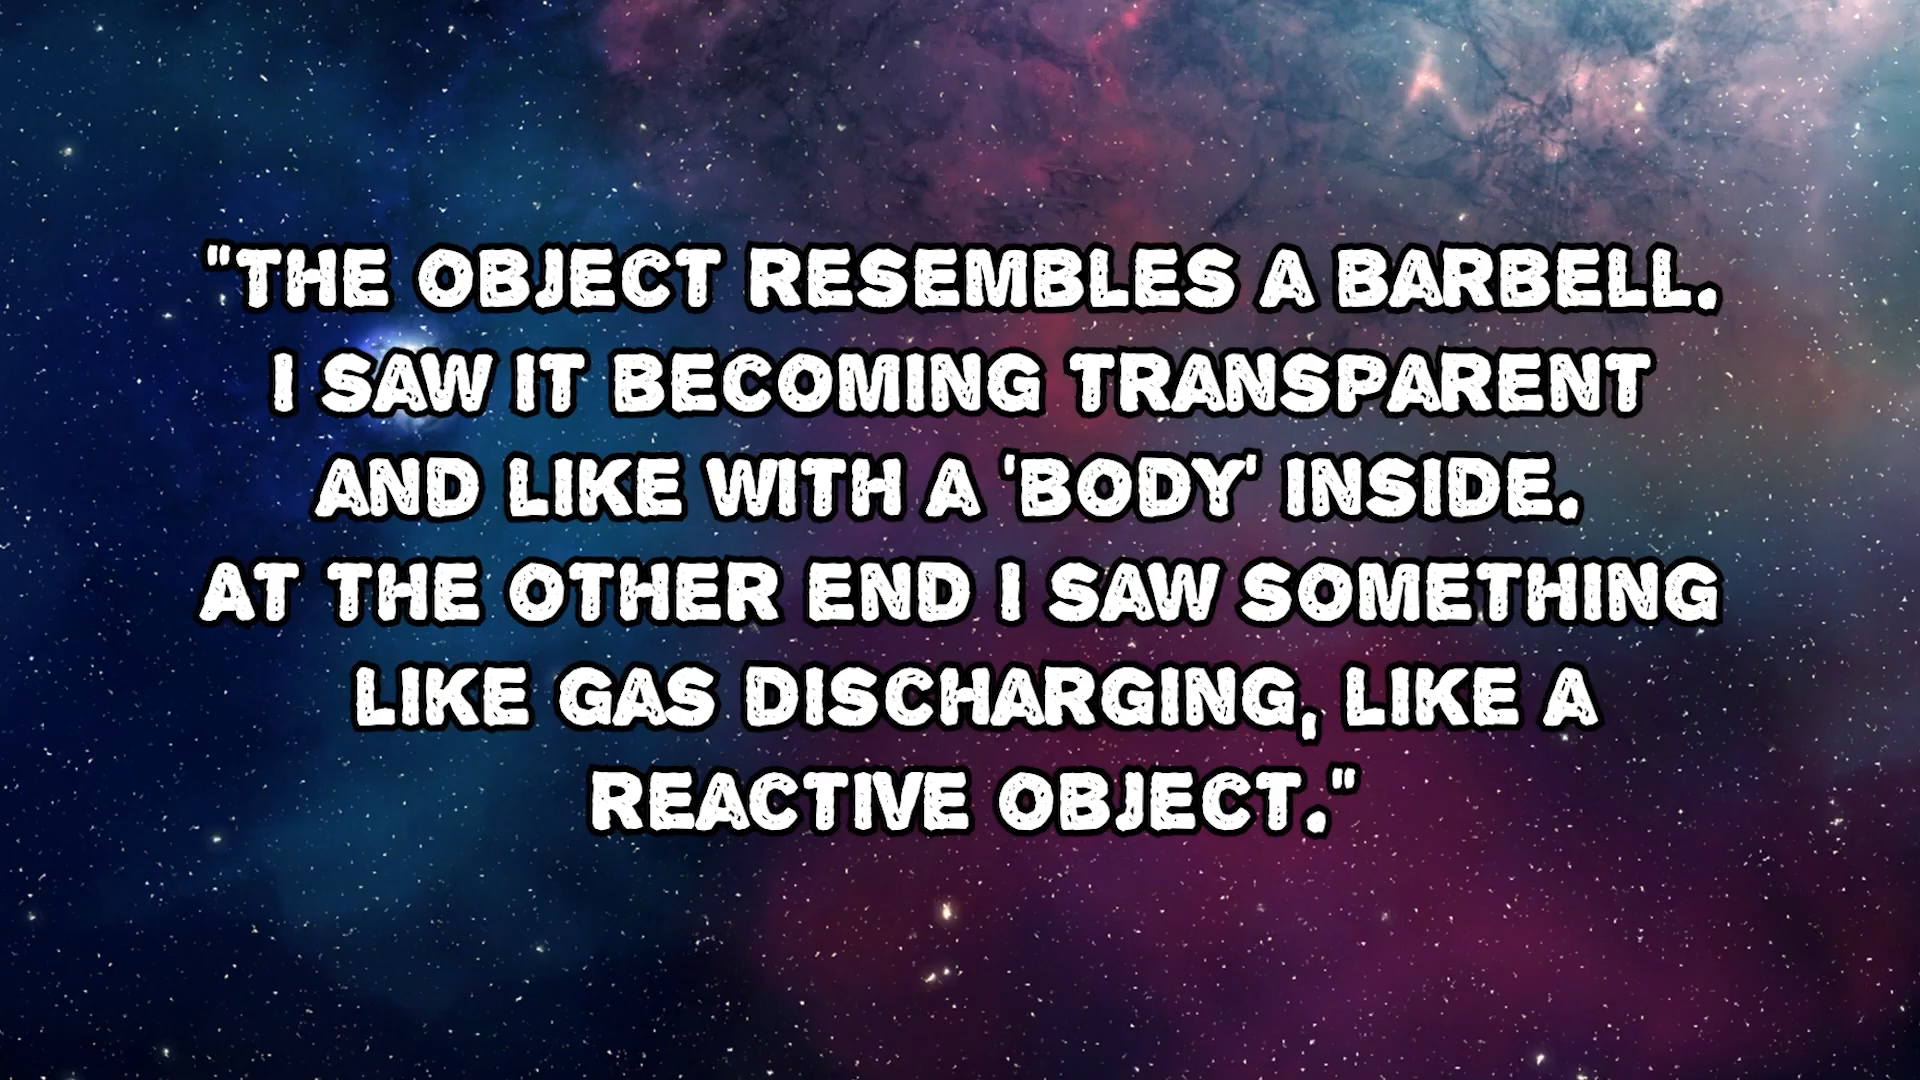 "THE OBJECT RESEMBLES A BARBELL.
I SAW IT BECOMING TRANSPARENT
AND LIKE WITH A 'BODY' INSIDE.
AT THE OTHER END I SAW SOMETHING
LIKE GAS DISCHARGING, LIKE A
REACTIVE OBJECT."